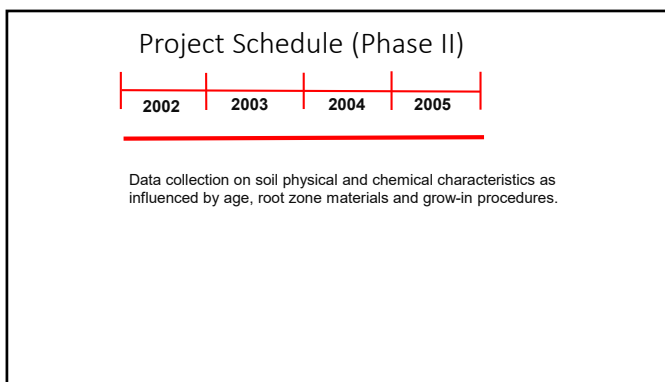 Project Schedule (Phase II)
2002 2003 2004 2005
Data collection on soil physical and chemical characteristics as
influenced by age, root zone materials and grow-in procedures.